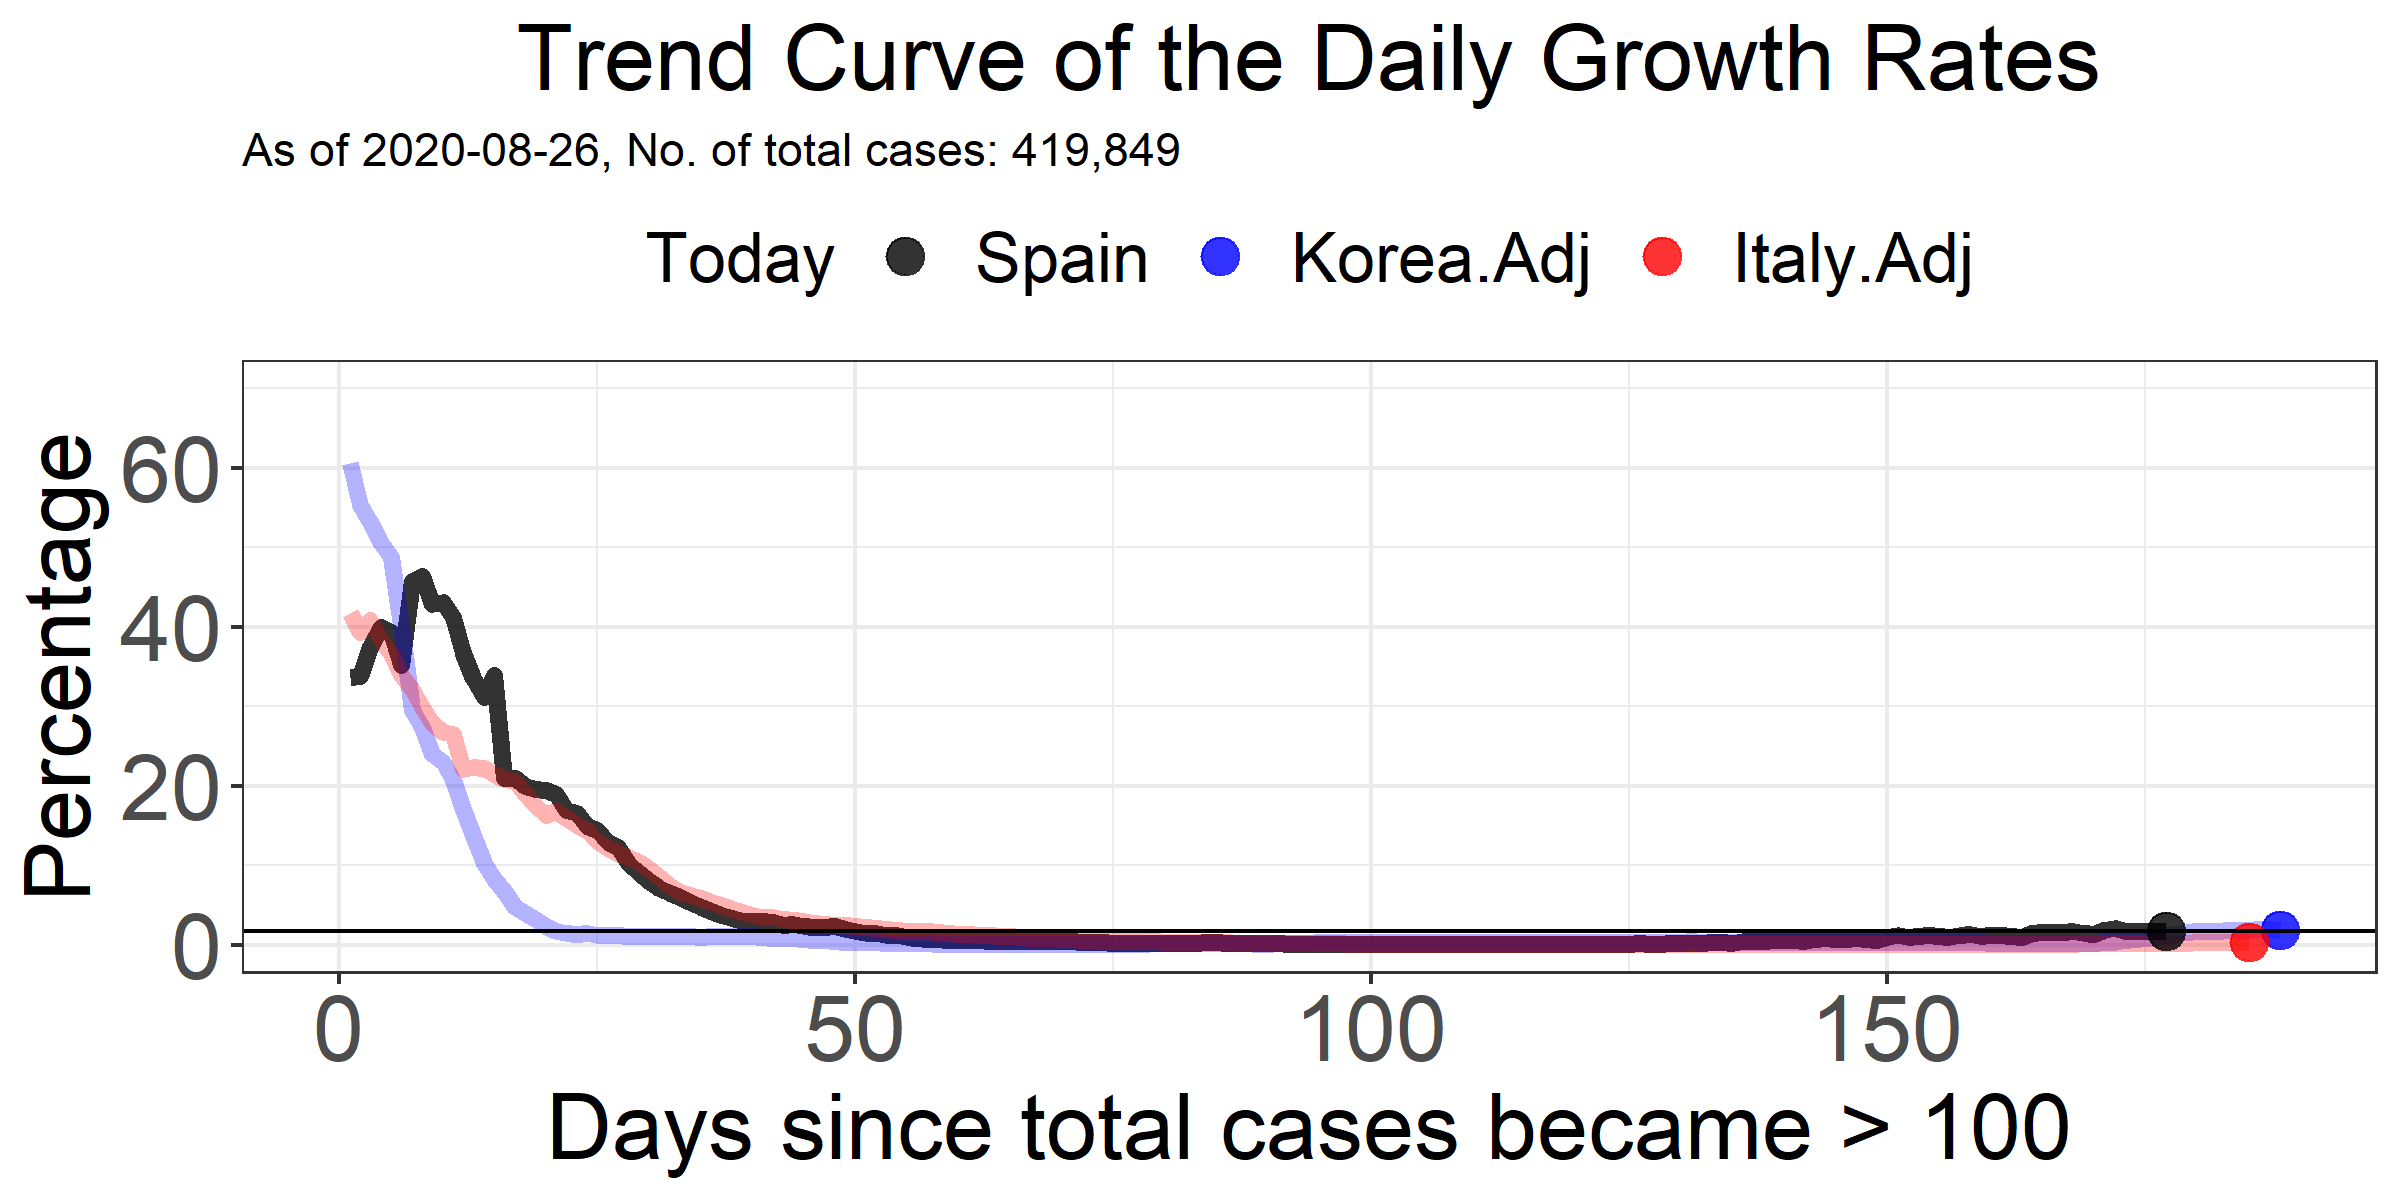 Trend Curve of the Daily Growth Rates
As of 2020-08-26, No. of total cases: 419,849
Today Spain Korea.Adj Italy.Adj
Percentage
60
40
20
0
0 50 100 150
Days since total cases became > 100